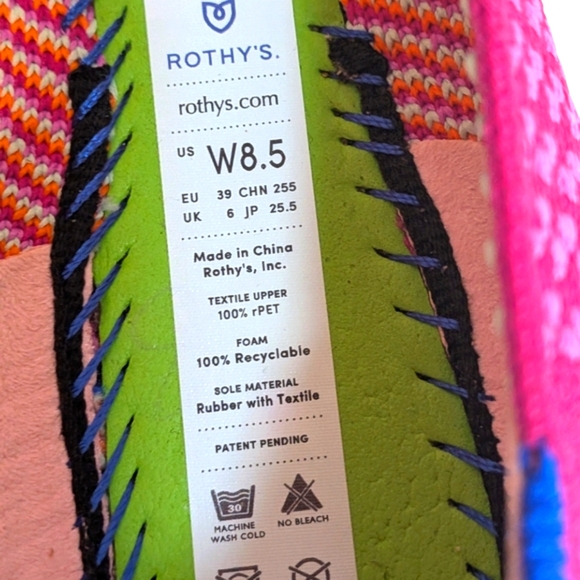 ROTHY'S.
rothys.com
US W8.5
EU 39 CHN 255
UK 6 JP 25.5
Made in China
Rothy's, Inc.
TEXTILE UPPER
100% rPET
FOAM
100% Recyclable
SOLE MATERIAL
Rubber with Textile
PATENT PENDING
30°
MACHINE WASH COLD
NO BLEACH